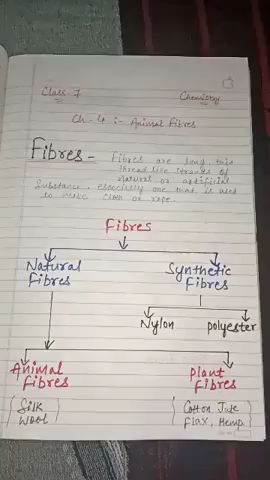 Class 7
Chemistry
Ch-4 :- Animal Fibres
Fibres - Fibres are long thin
thread like strands of
natural or artificial
substance, especially one that is used
to make cloth or rope.
Fibres
Natural Fibres
Synthetic Fibres
Nylon
polyester
Animal Fibres
Plant Fibres
(Silk
Wool)
(Cotton Jute
Flax, Hemp)